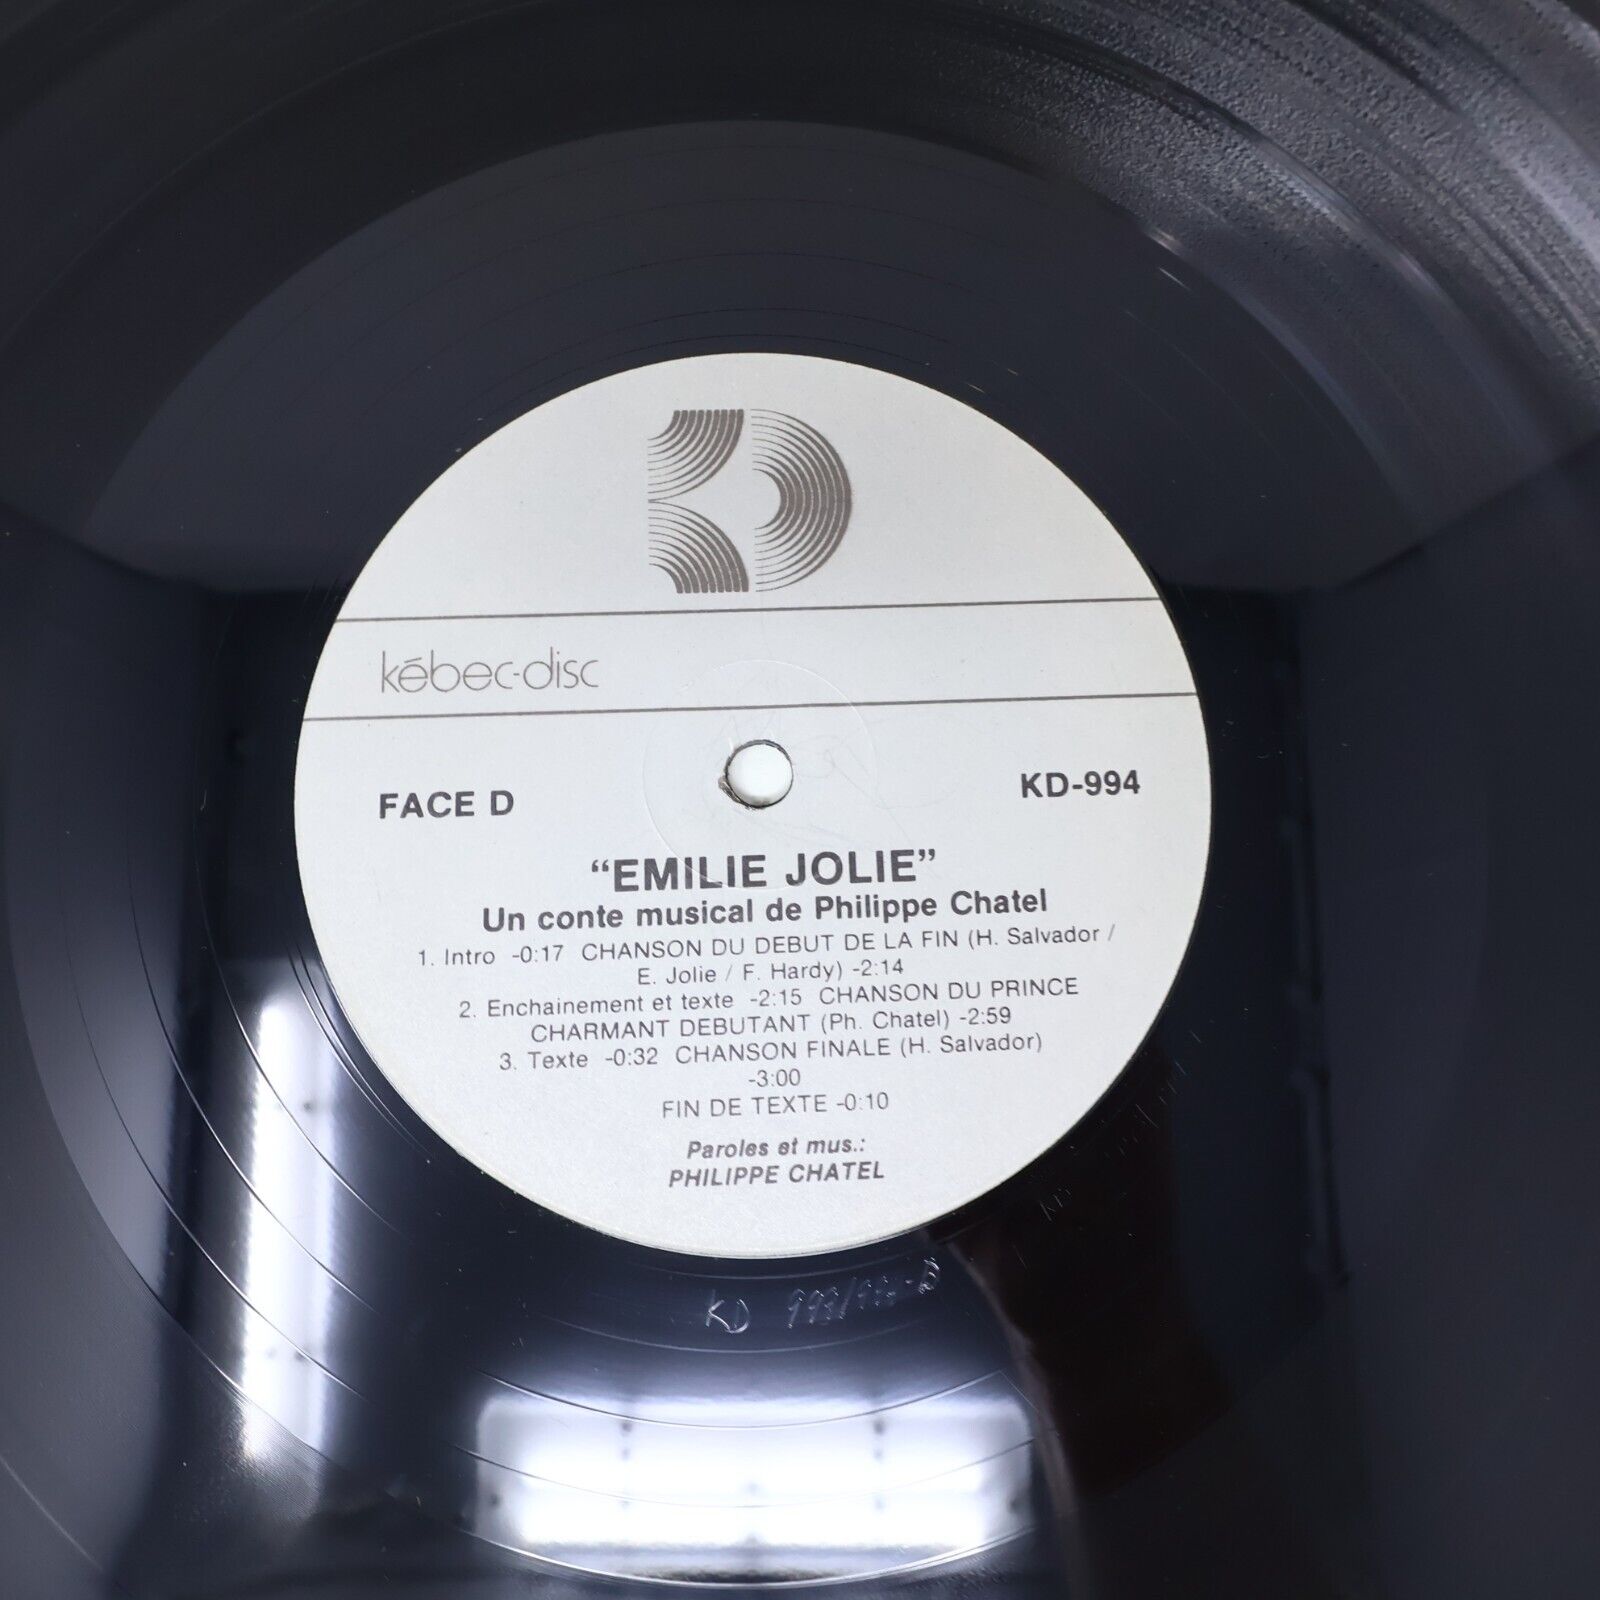 KD
kébec-disc
FACE D
KD-994
“EMILIE JOLIE”
Un conte musical de Philippe Chatel
1. Intro -0:17 CHANSON DU DEBUT DE LA FIN (H. Salvador /
E. Jolie / F. Hardy) -2:14
2. Enchainement et texte -2:15 CHANSON DU PRINCE
CHARMANT DEBUTANT (Ph. Chatel) -2:59
3. Texte -0:32 CHANSON FINALE (H. Salvador)
-3:00
FIN DE TEXTE -0:10
Paroles et mus.:
PHILIPPE CHATEL
KD